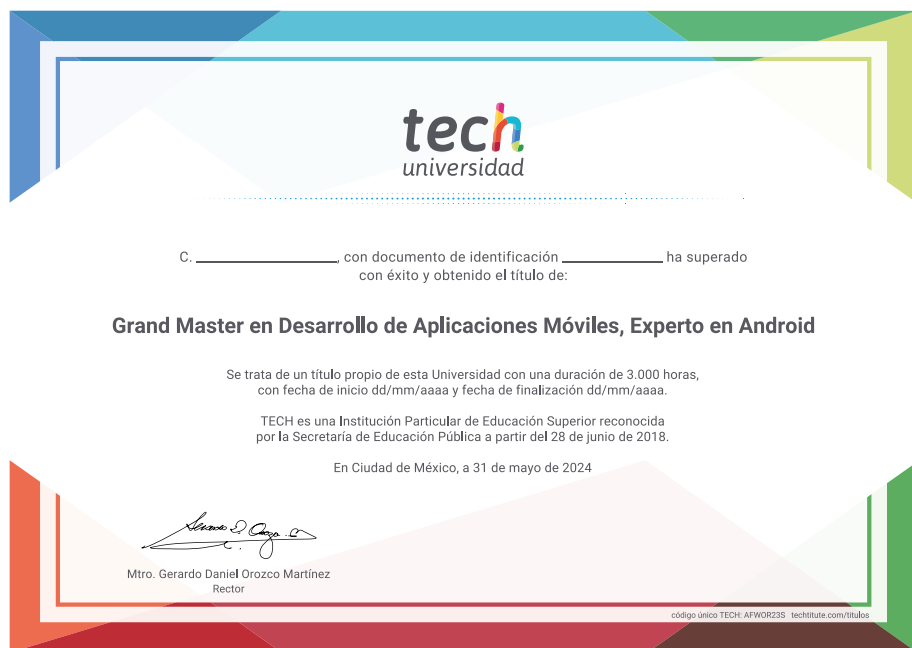 tech
universidad
C. ____________________, con documento de identificación ______________ ha superado
con éxito y obtenido el título de:
Grand Master en Desarrollo de Aplicaciones Móviles, Experto en Android
Se trata de un título propio de esta Universidad con una duración de 3.000 horas,
con fecha de inicio dd/mm/aaaa y fecha de finalización dd/mm/aaaa.
TECH es una Institución Particular de Educación Superior reconocida
por la Secretaría de Educación Pública a partir del 28 de junio de 2018.
En Ciudad de México, a 31 de mayo de 2024
Mtro. Gerardo Daniel Orozco Martínez
Rector
código único TECH: AFWOR23S techtitute.com/titulos